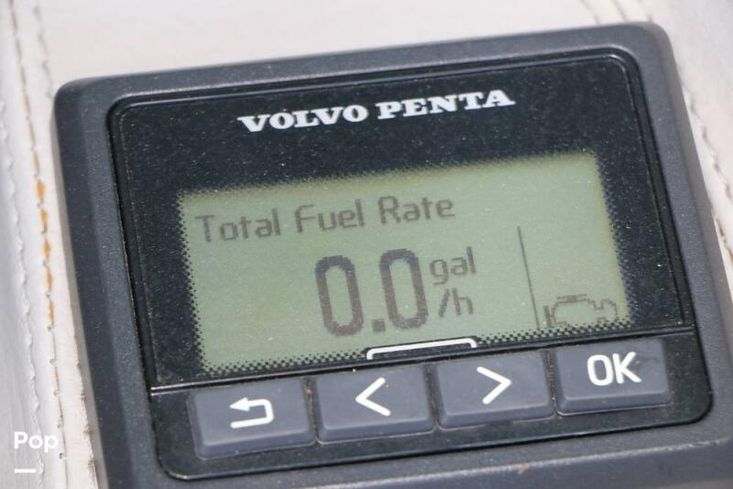 VOLVO PENTA
Total Fuel Rate
0.0 gal
/h
OK
Pop